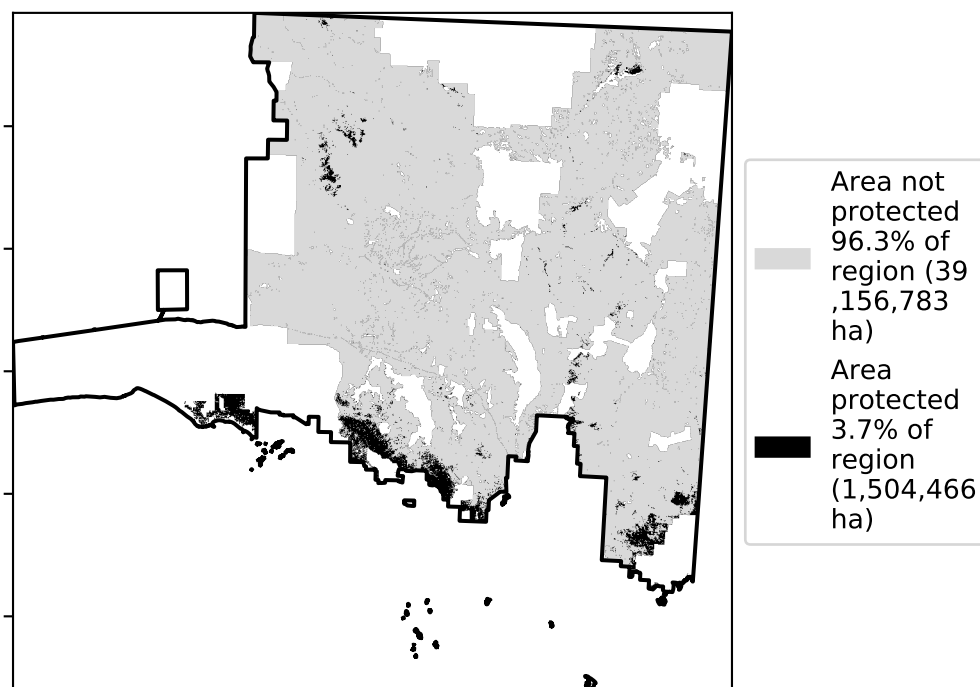 Area not
protected
96.3% of
region (39
,156,783
ha)
Area
protected
3.7% of
region
(1,504,466
ha)